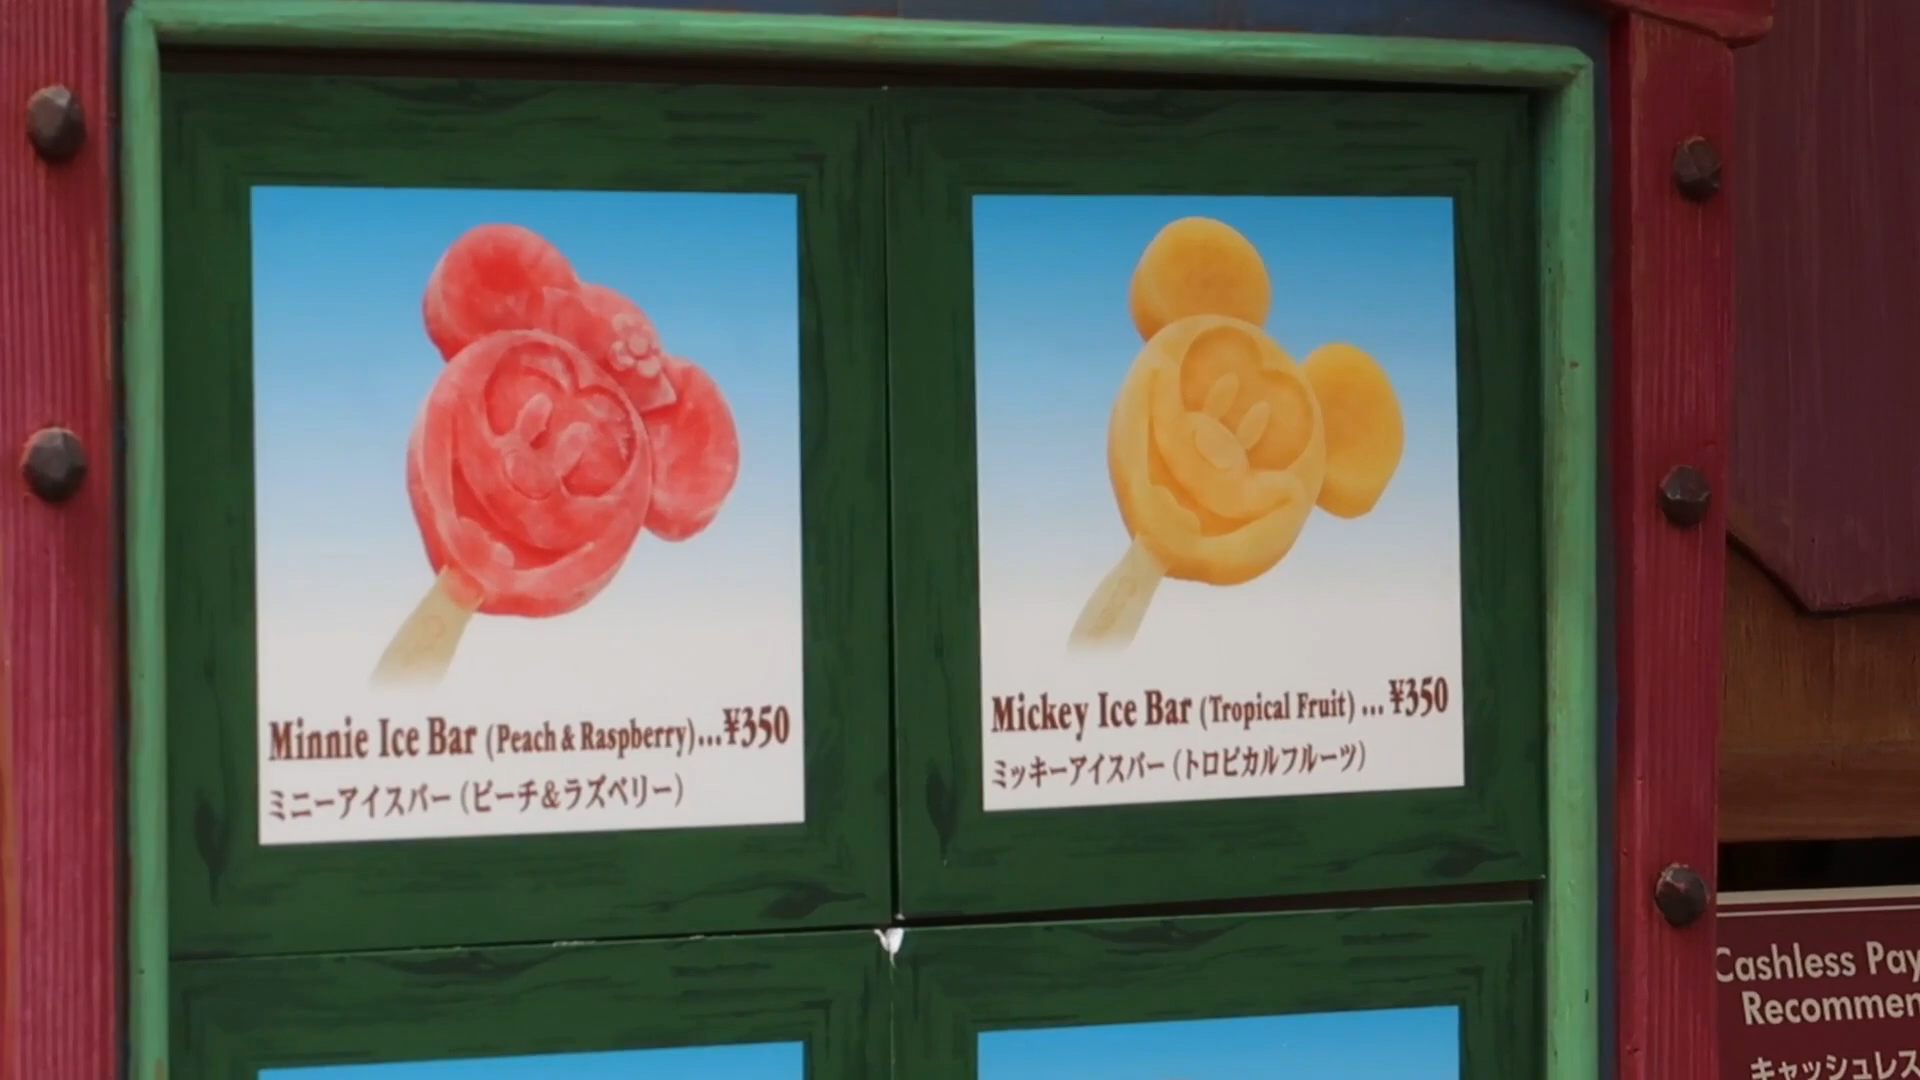 Minnie Ice Bar (Peach & Raspberry)...¥350
ミニーアイスバー (ピーチ&ラズベリー)
Mickey Ice Bar (Tropical Fruit)...¥350
ミッキーアイスバー (トロピカルフルーツ)
Cashless Pay
Recommen
キャッシュレス